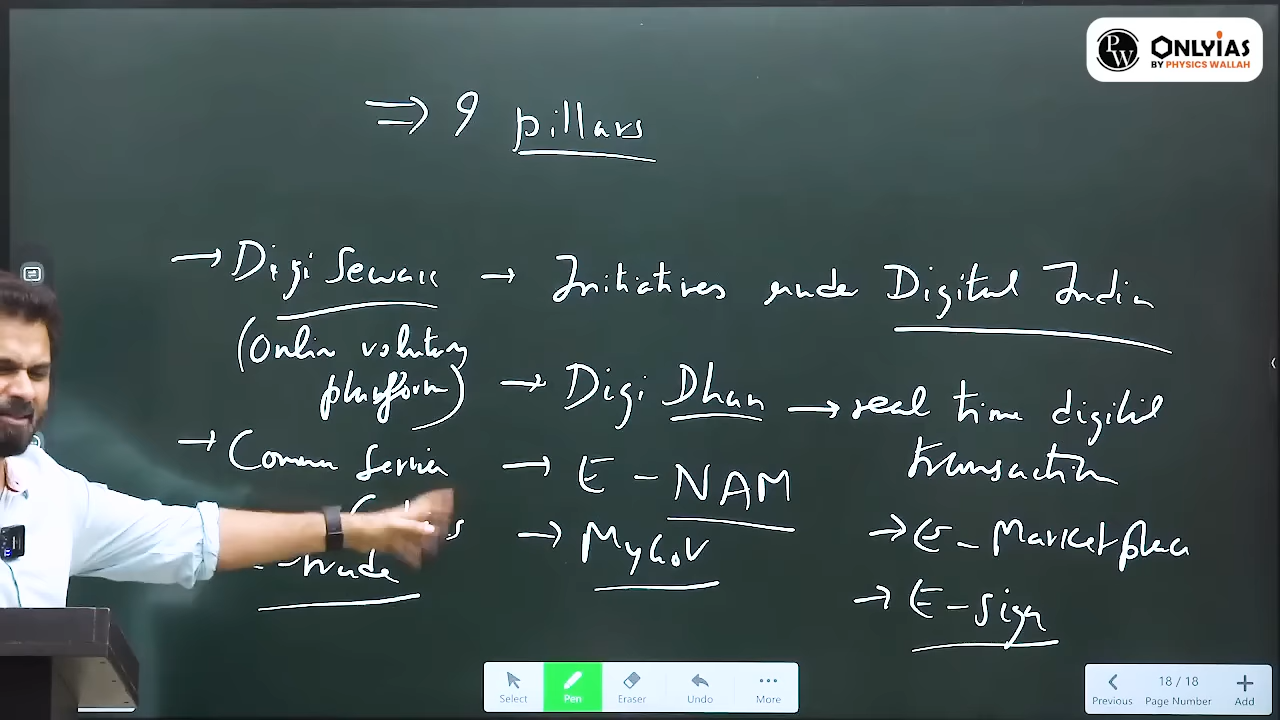 PW ONLYIAS
BY PHYSICS WALLAH
⇒ 9 pillars
→ Digi Sewak → Initiatives under Digital India
(Online voluntary
platform)
→ Digi Dhan → real time digital
transaction
→ Common Service
→ E-NAM
→ MyGov
→ E-Marketplace
→ E-Sign
Select
Pen
Eraser
Undo
More
18 / 18
Previous
Page Number
Add